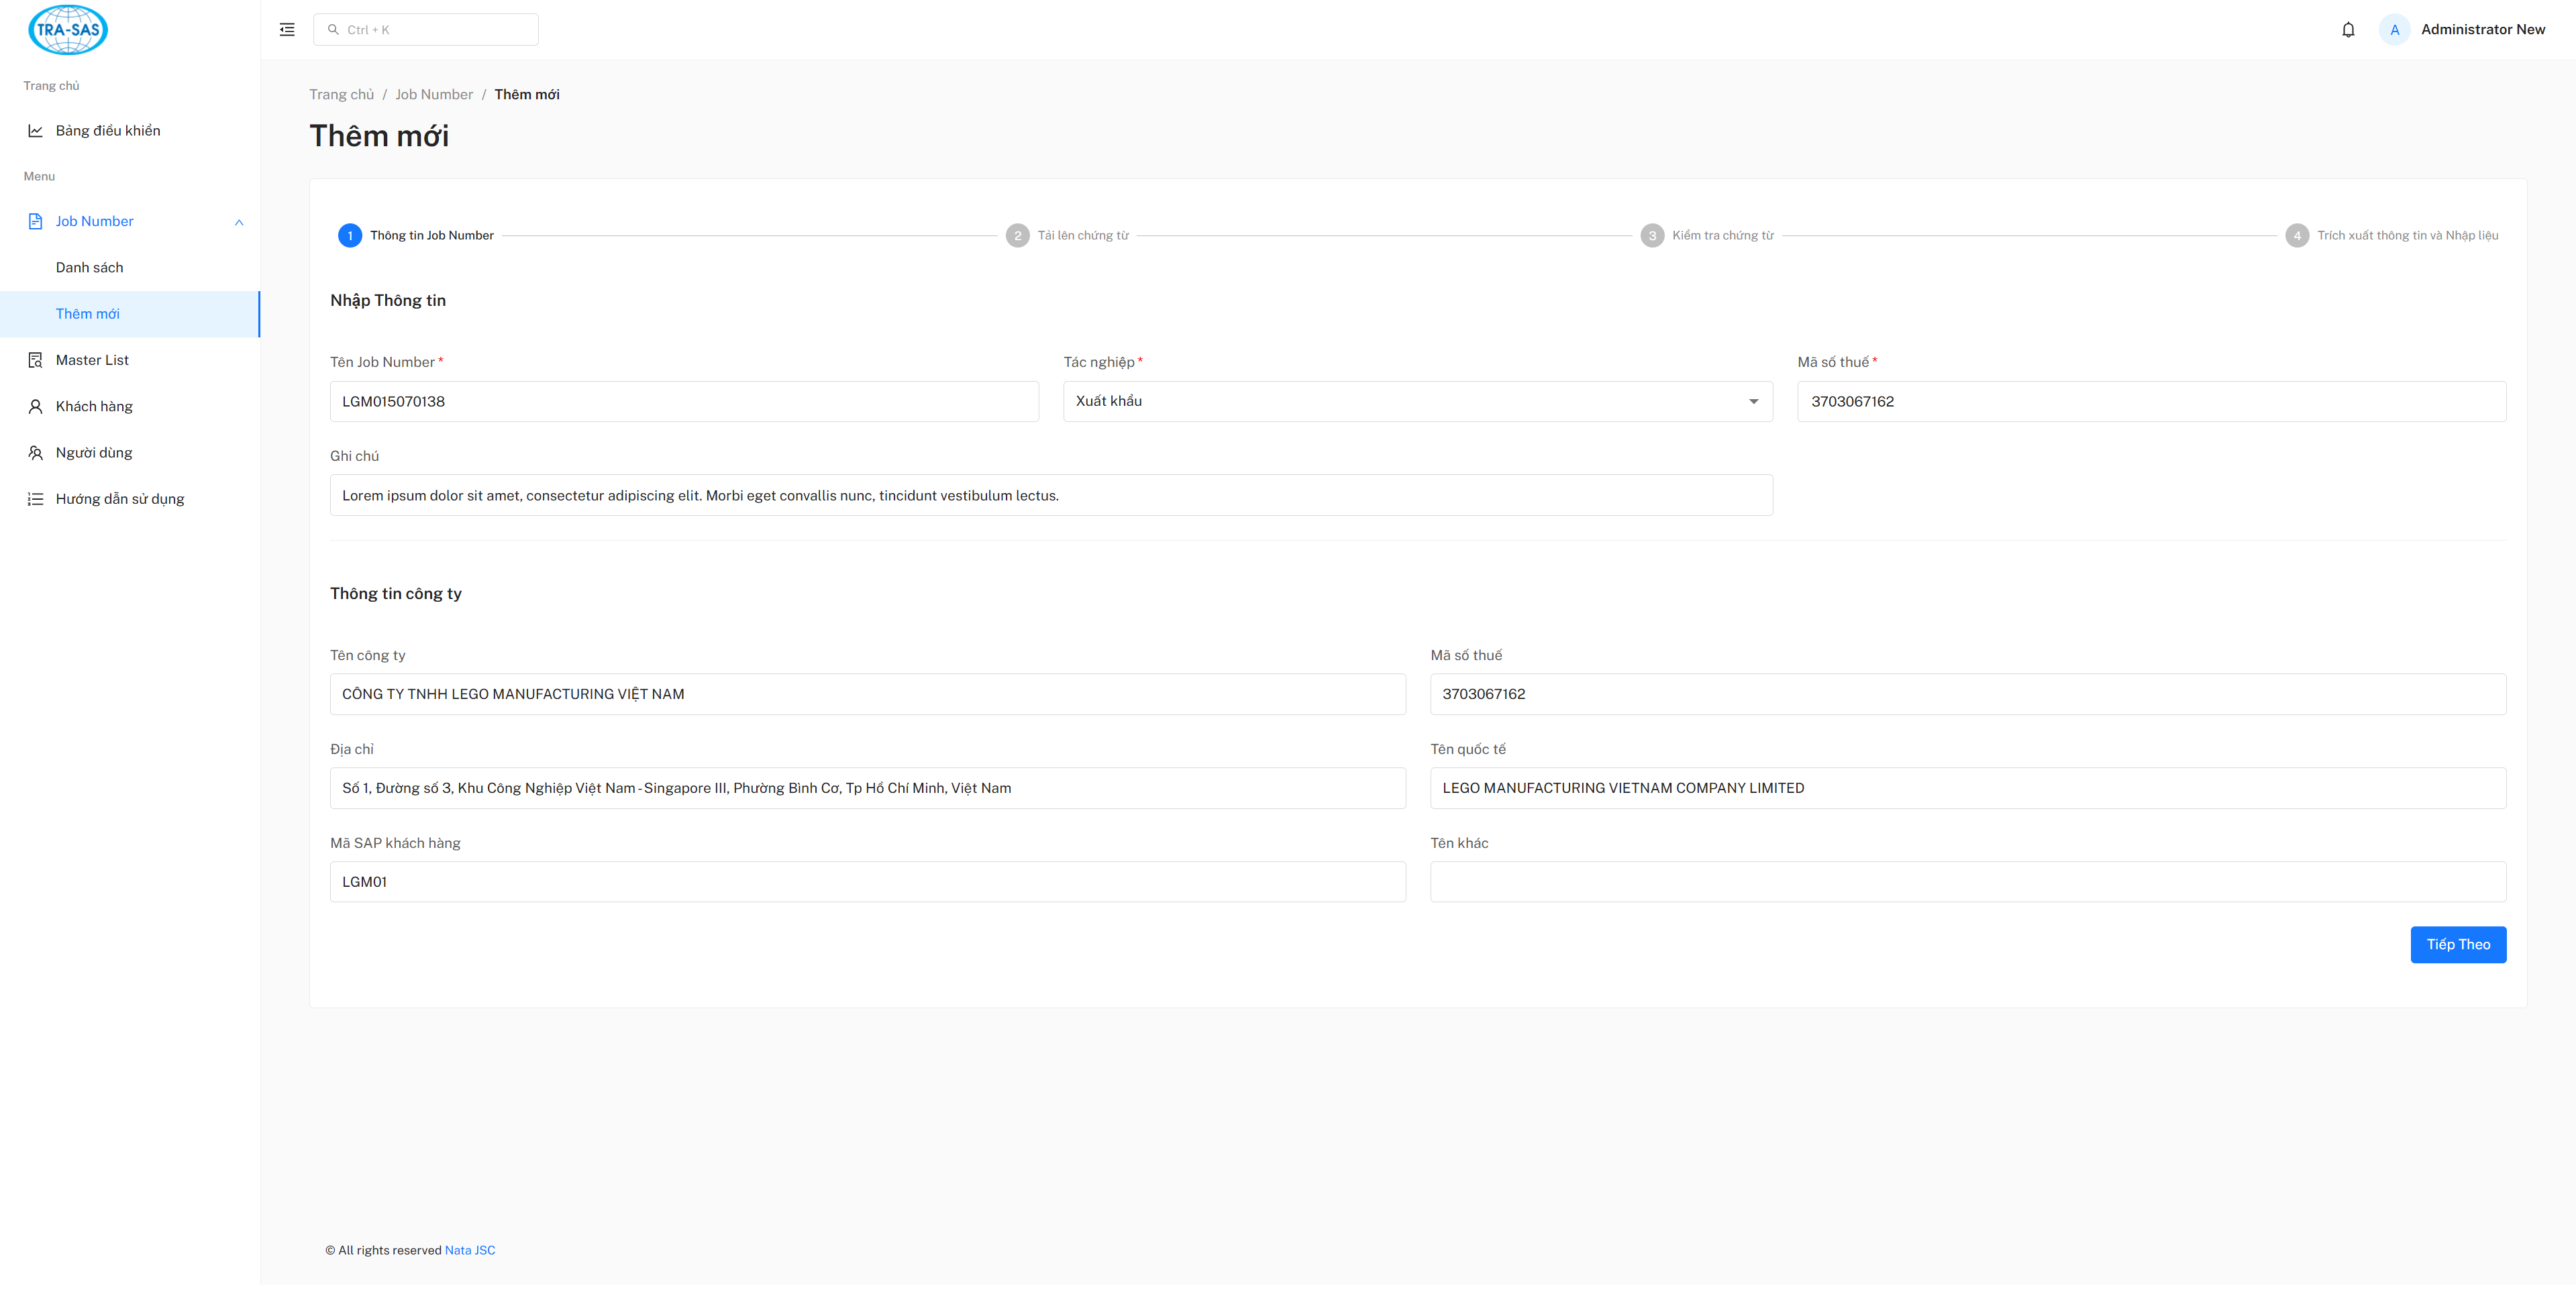 TRA-SAS
Ctrl + K
A
Administrator New
Trang chủ
Bảng điều khiển
Menu
Job Number
Danh sách
Thêm mới
Master List
Khách hàng
Người dùng
Hướng dẫn sử dụng
Trang chủ / Job Number / Thêm mới
Thêm mới
1 Thông tin Job Number
2 Tải lên chứng từ
3 Kiểm tra chứng từ
4 Trích xuất thông tin và Nhập liệu
Nhập Thông tin
Tên Job Number *
Tác nghiệp *
Mã số thuế *
LGM015070138
Xuất khẩu
3703067162
Ghi chú
Lorem ipsum dolor sit amet, consectetur adipiscing elit. Morbi eget convallis nunc, tincidunt vestibulum lectus.
Thông tin công ty
Tên công ty
Mã số thuế
CÔNG TY TNHH LEGO MANUFACTURING VIỆT NAM
3703067162
Địa chỉ
Tên quốc tế
Số 1, Đường số 3, Khu Công Nghiệp Việt Nam - Singapore III, Phường Bình Cơ, Tp Hồ Chí Minh, Việt Nam
LEGO MANUFACTURING VIETNAM COMPANY LIMITED
Mã SAP khách hàng
Tên khác
LGM01
Tiếp Theo
© All rights reserved Nata JSC